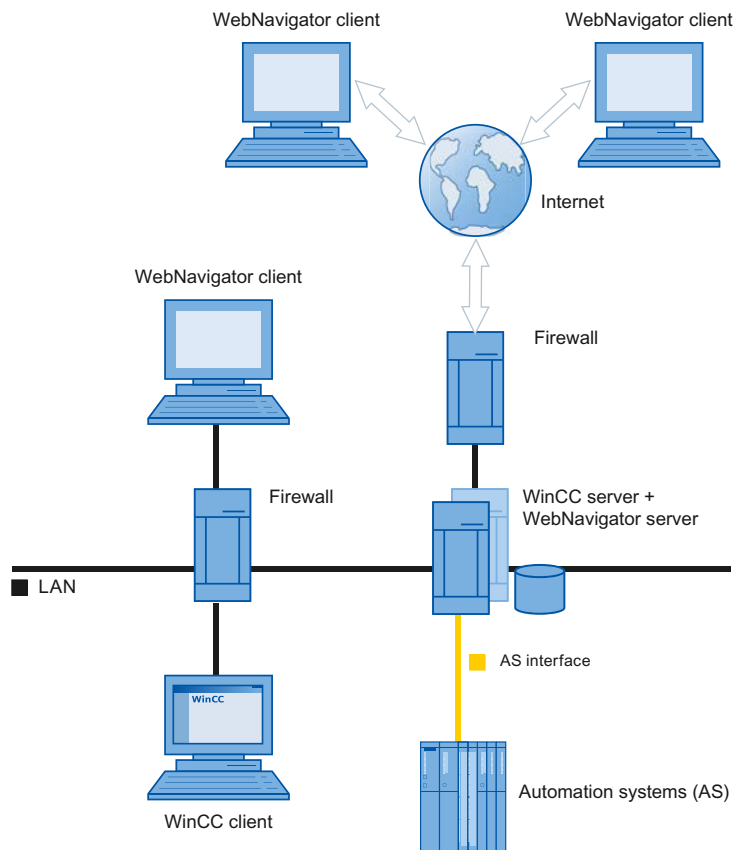 WebNavigator client
WebNavigator client
Internet
WebNavigator client
Firewall
Firewall
WinCC server +
WebNavigator server
LAN
AS interface
WinCC
Automation systems (AS)
WinCC client